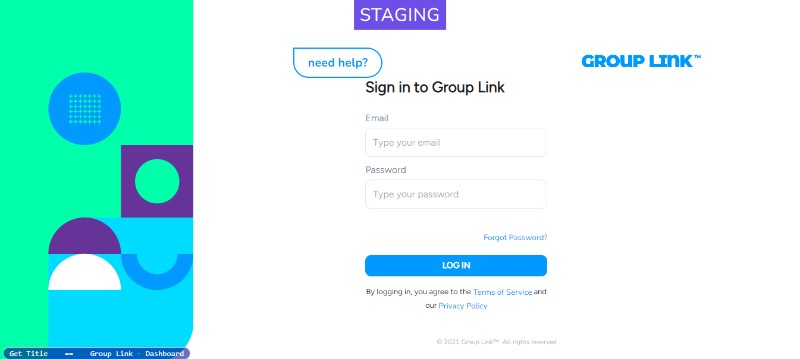 STAGING
need help?
GROUP LINK™
Sign in to Group Link
Email
Type your email
Password
Type your password
Forgot Password?
LOG IN
By logging in, you agree to the Terms of Service and
our Privacy Policy
© 2021 Group Link™. All rights reserved
Get Title == Group Link - Dashboard